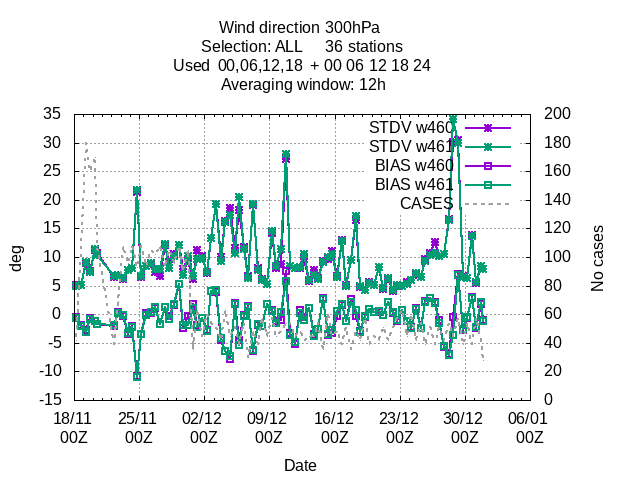 Wind direction 300hPa
Selection: ALL 36 stations
Used 00,06,12,18 + 00 06 12 18 24
Averaging window: 12h
35 200
30 180
25 160
20 140
15 120
10 100
5 80
0 60
-5 40
-10 20
-15 0
STDV w460
STDV w461
BIAS w460
BIAS w461
CASES
deg
No cases
18/11 25/11 02/12 09/12 16/12 23/12 30/12 06/01
00Z 00Z 00Z 00Z 00Z 00Z 00Z 00Z
Date